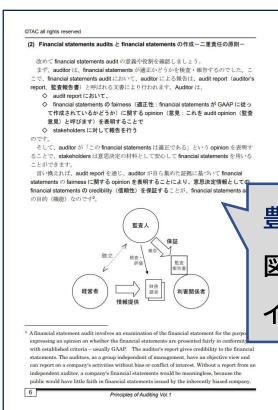 ©TAC all rights reserved
(2) Financial statements audits と financial statements の作成－二重責任の原則－
改めて financial statement audit の意義や役割を確認しましょう。
まず、auditor は、financial statements が適正かどうかを検査・報告するのでした。こ
こで、financial statements audit において、auditor による報告は、audit report（auditor's
report、監査報告書）と呼ばれる文書により行われます。Auditor は、
◇ audit report において、
◇ financial statements の fairness（適正性：financial statements が GAAP に従っ
て作成されているかどうか）に関する opinion（意見：これを audit opinion（監査
意見）と呼びます）を表明することで
◇ stakeholders に対して報告を行う
のです。
そして、auditor が「この financial statements は適正である」という opinion を表明す
ることで、stakeholders は意思決定の材料として安心して financial statements を用いる
ことができます。
言い換えれば、audit report を通じ、auditor が自ら集めた証拠に基づいて financial
statements の fairness に関する opinion を表明することにより、意思決定情報としての
financial statements の credibility（信頼性）を保証することが、financial statements a
の目的（機能）なのです
監査人
保証
報告
独立
検査・
評価
監査
報告書
経営者
財務
諸表
利害関係者
情報提供
A financial statement audit involves an examination of the financial statement for the purpo
expressing an opinion on whether the financial statements are presented fairly in conformity
with established criteria – usually GAAP. The auditor's report gives credibility to the financial
statements. The auditors, as a group independent of management, have an objective view and
can report on a company's activities without bias or conflict of interest. Without a report from an
independent auditor, a company's financial statements would be meaningless, because the
public would have little faith in financial statements issued by the inherently biased company.
6
Principles of Auditing Vol.1
豊
図
イ